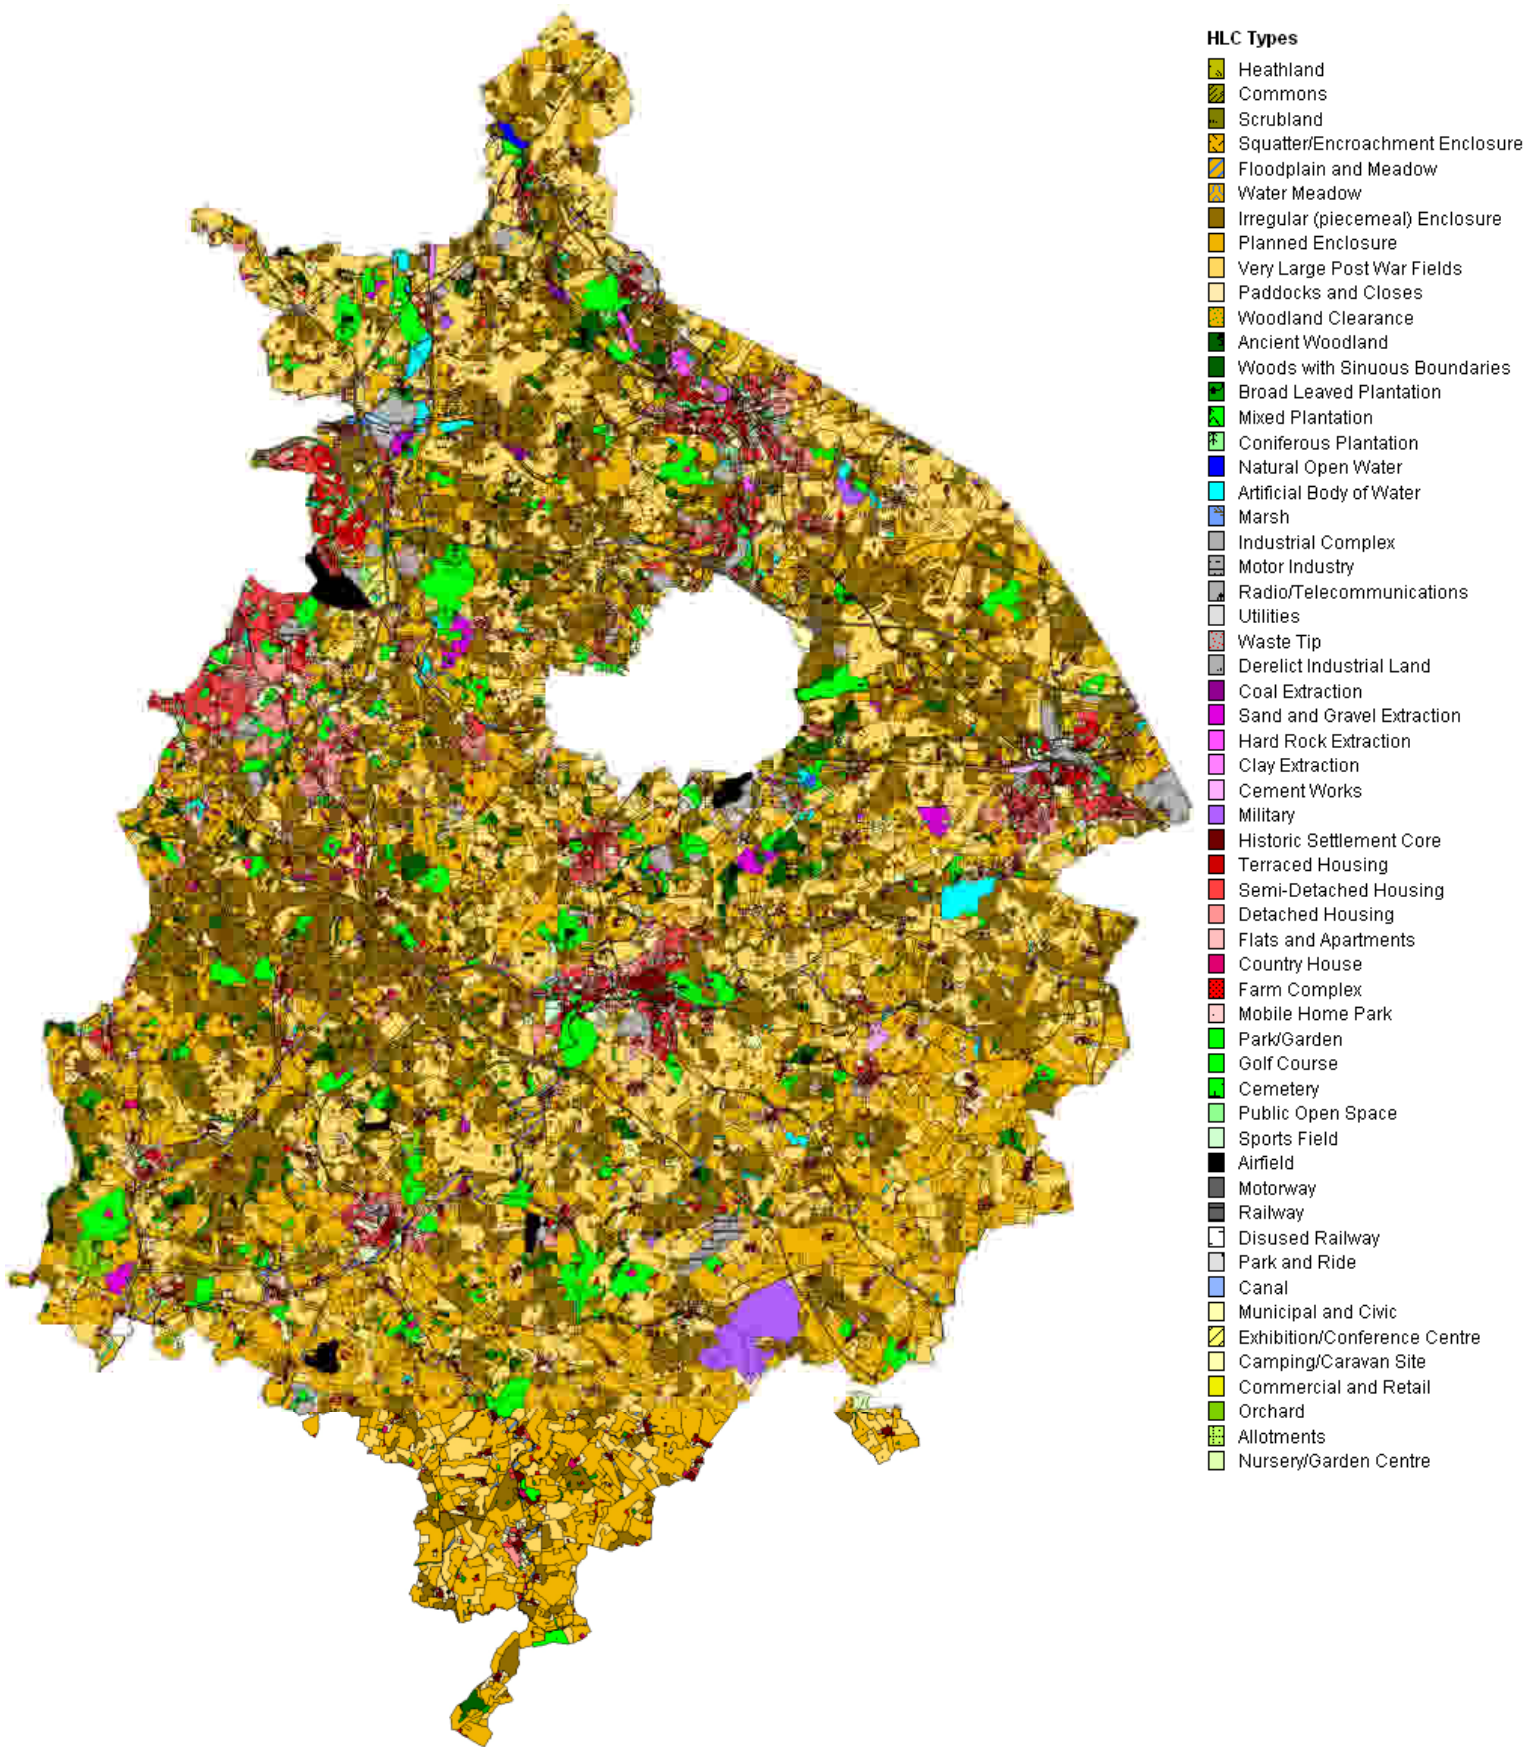 HLC Types
Heathland
Commons
Scrubland
Squatter/Encroachment Enclosure
Floodplain and Meadow
Water Meadow
Irregular (piecemeal) Enclosure
Planned Enclosure
Very Large Post War Fields
Paddocks and Closes
Woodland Clearance
Ancient Woodland
Woods with Sinuous Boundaries
Broad Leaved Plantation
Mixed Plantation
Coniferous Plantation
Natural Open Water
Artificial Body of Water
Marsh
Industrial Complex
Motor Industry
Radio/Telecommunications
Utilities
Waste Tip
Derelict Industrial Land
Coal Extraction
Sand and Gravel Extraction
Hard Rock Extraction
Clay Extraction
Cement Works
Military
Historic Settlement Core
Terraced Housing
Semi-Detached Housing
Detached Housing
Flats and Apartments
Country House
Farm Complex
Mobile Home Park
Park/Garden
Golf Course
Cemetery
Public Open Space
Sports Field
Airfield
Motorway
Railway
Disused Railway
Park and Ride
Canal
Municipal and Civic
Exhibition/Conference Centre
Camping/Caravan Site
Commercial and Retail
Orchard
Allotments
Nursery/Garden Centre